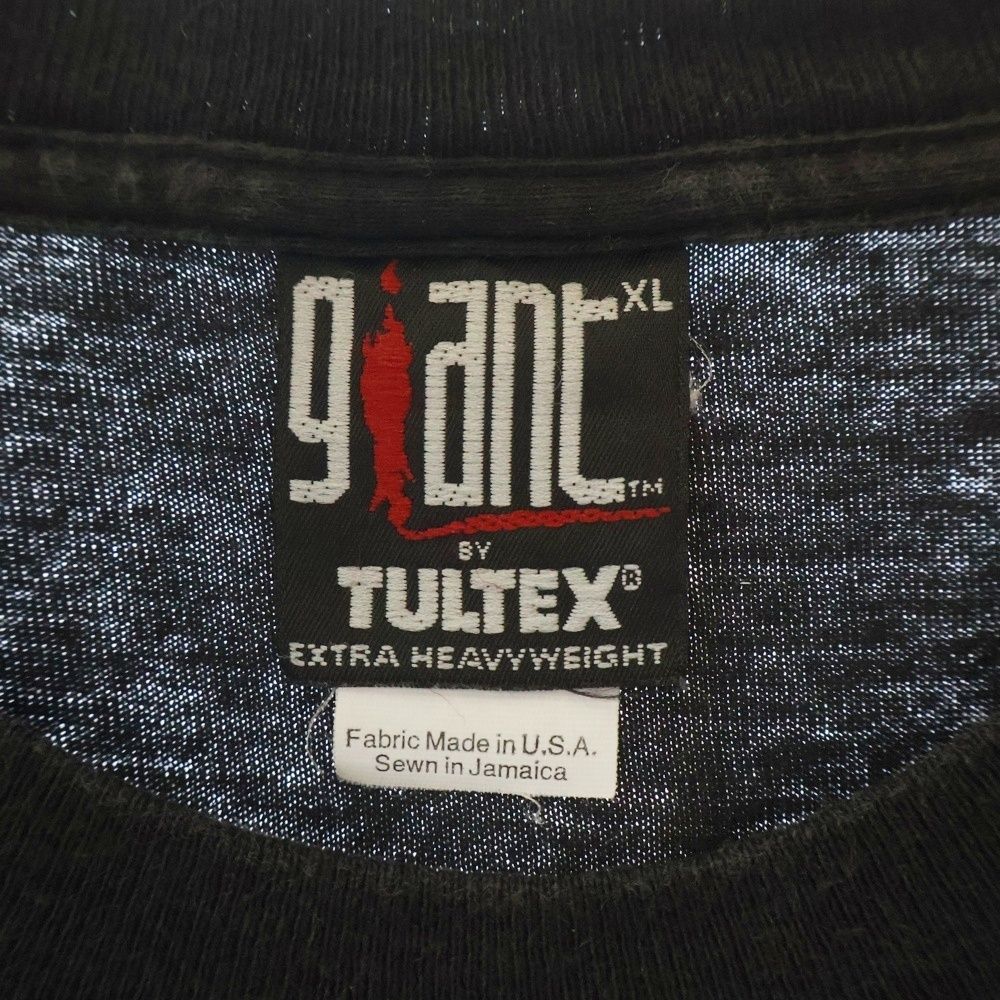 giant XL
TM
BY
TULTEX®
EXTRA HEAVYWEIGHT
Fabric Made in U.S.A.
Sewn in Jamaica